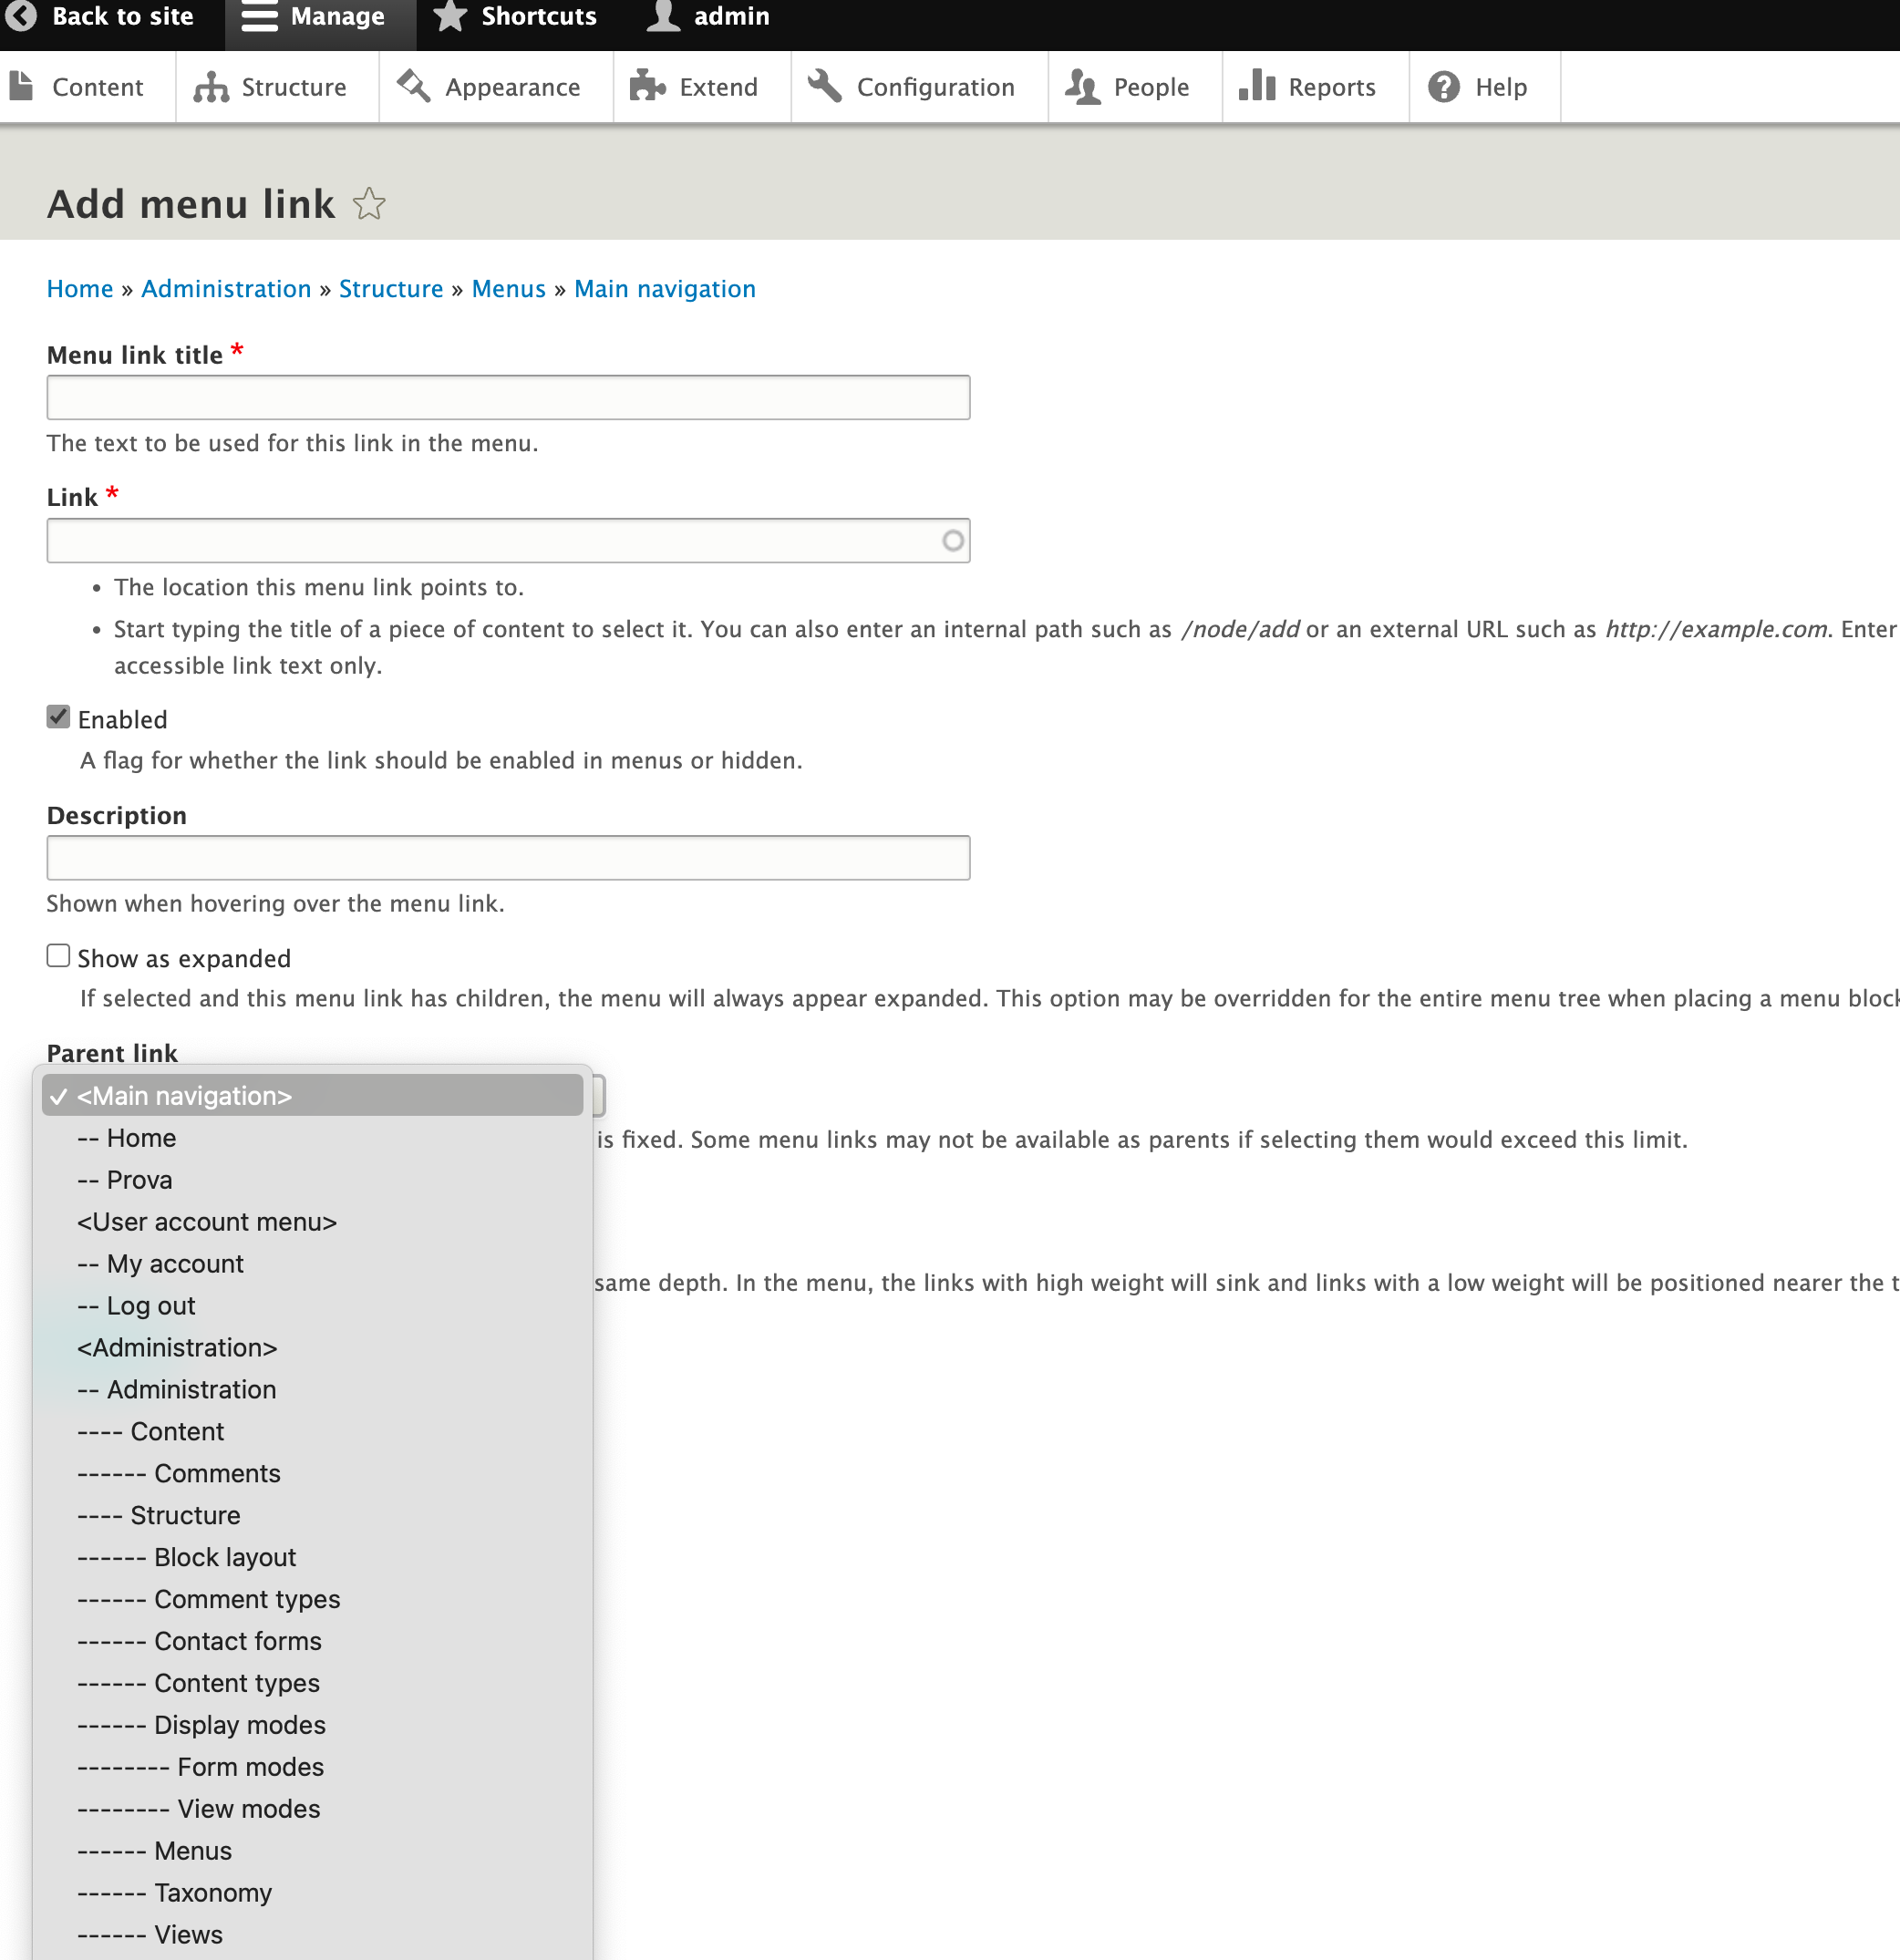 Back to site Manage Shortcuts admin
Content Structure Appearance Extend Configuration People Reports Help
Add menu link
Home » Administration » Structure » Menus » Main navigation
Menu link title *
The text to be used for this link in the menu.
Link *
• The location this menu link points to.
• Start typing the title of a piece of content to select it. You can also enter an internal path such as /node/add or an external URL such as http://example.com. Enter
accessible link text only.
Enabled
A flag for whether the link should be enabled in menus or hidden.
Description
Shown when hovering over the menu link.
Show as expanded
If selected and this menu link has children, the menu will always appear expanded. This option may be overridden for the entire menu tree when placing a menu block
Parent link
✓ <Main navigation>
-- Home
is fixed. Some menu links may not be available as parents if selecting them would exceed this limit.
-- Prova
<User account menu>
-- My account
same depth. In the menu, the links with high weight will sink and links with a low weight will be positioned nearer the
-- Log out
<Administration>
-- Administration
---- Content
------ Comments
---- Structure
------ Block layout
------ Comment types
------ Contact forms
------ Content types
------ Display modes
-------- Form modes
-------- View modes
------ Menus
------ Taxonomy
------ Views